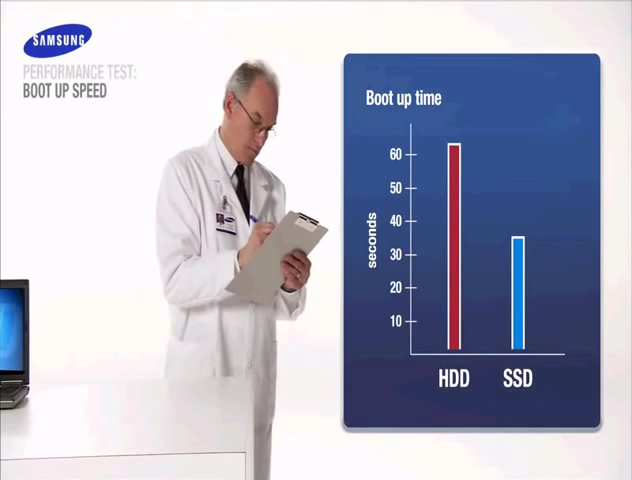 SAMSUNG
PERFORMANCE TEST:
BOOT UP SPEED
Boot up time
60
50
40
30
20
10
seconds
HDD
SSD